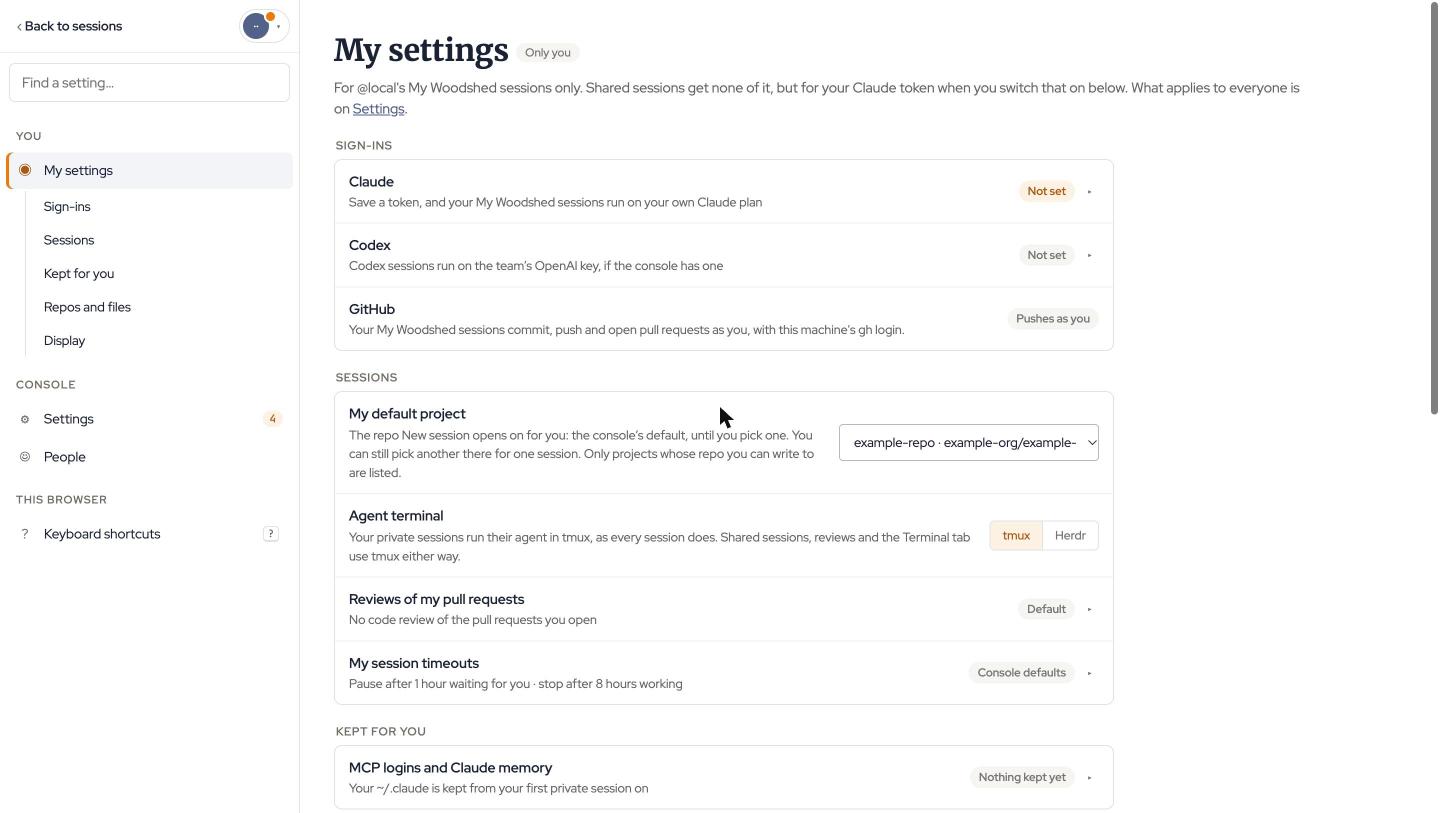 ‹ Back to sessions
Find a setting...
YOU
My settings
Sign-ins
Sessions
Kept for you
Repos and files
Display
CONSOLE
Settings
4
People
THIS BROWSER
? Keyboard shortcuts
?
My settings
Only you
For @local's My Woodshed sessions only. Shared sessions get none of it, but for your Claude token when you switch that on below. What applies to everyone is
on Settings.
SIGN-INS
Claude
Save a token, and your My Woodshed sessions run on your own Claude plan
Not set
Codex
Codex sessions run on the team's OpenAI key, if the console has one
Not set
GitHub
Your My Woodshed sessions commit, push and open pull requests as you, with this machine's gh login.
Pushes as you
SESSIONS
My default project
The repo New session opens on for you: the console's default, until you pick one. You
can still pick another there for one session. Only projects whose repo you can write to
are listed.
example-repo · example-org/example-
Agent terminal
Your private sessions run their agent in tmux, as every session does. Shared sessions, reviews and the Terminal tab
use tmux either way.
tmux
Herdr
Reviews of my pull requests
No code review of the pull requests you open
Default
My session timeouts
Pause after 1 hour waiting for you · stop after 8 hours working
Console defaults
KEPT FOR YOU
MCP logins and Claude memory
Your ~/.claude is kept from your first private session on
Nothing kept yet